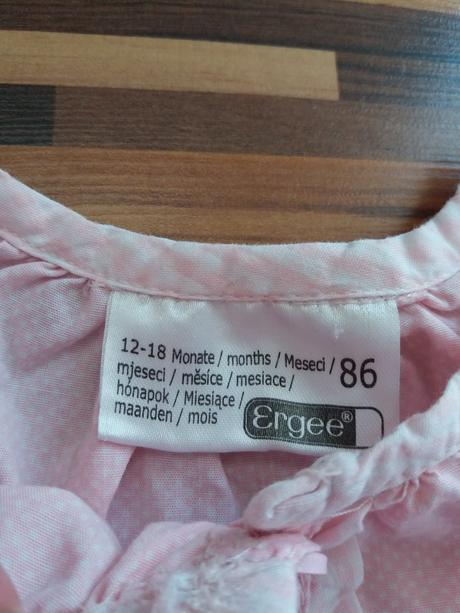 12-18 Monate / months / Meseci / 86
mjeseci / měsíce / mesiace /
hónapok / Miesiące /
maanden / mois
Ergee®